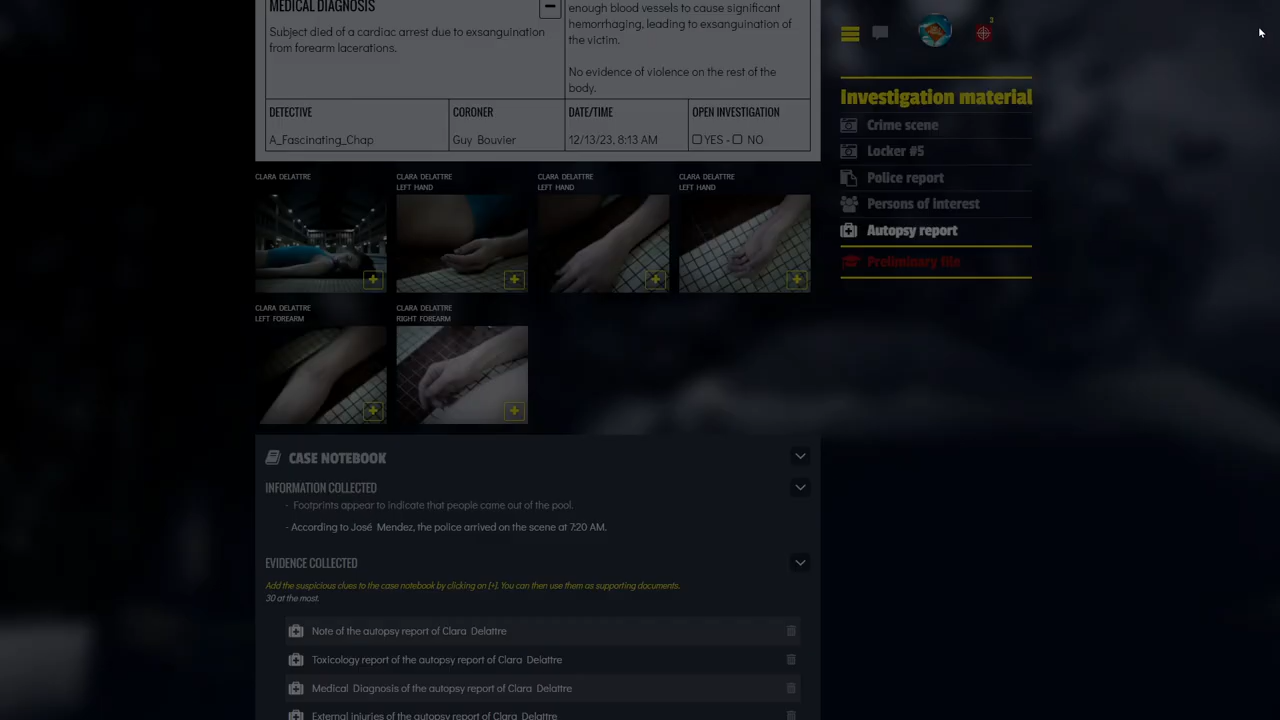 MEDICAL DIAGNOSIS
Subject died of a cardiac arrest due to exsanguination
from forearm lacerations.
enough blood vessels to cause significant
hemorrhaging, leading to exsanguination of
the victim.
No evidence of violence on the rest of the
body.
DETECTIVE
A_Fascinating_Chap
CORONER
Guy Bouvier
DATE/TIME
12/13/23, 8:13 AM
OPEN INVESTIGATION
YES - NO
CLARA DELATTRE
CLARA DELATTRE
LEFT HAND
CLARA DELATTRE
LEFT HAND
CLARA DELATTRE
LEFT HAND
CLARA DELATTRE
LEFT FOREARM
CLARA DELATTRE
RIGHT FOREARM
CASE NOTEBOOK
INFORMATION COLLECTED
- Footprints appear to indicate that people came out of the pool.
- According to José Mendez, the police arrived on the scene at 7:20 AM.
EVIDENCE COLLECTED
Add the suspicious clues to the case notebook by clicking on [+]. You can then use them as supporting documents.
30 at the most.
Note of the autopsy report of Clara Delattre
Toxicology report of the autopsy report of Clara Delattre
Medical Diagnosis of the autopsy report of Clara Delattre
External injuries of the autopsy report of Clara Delattre
3
Investigation material
Crime scene
Locker #5
Police report
Persons of interest
Autopsy report
Preliminary file